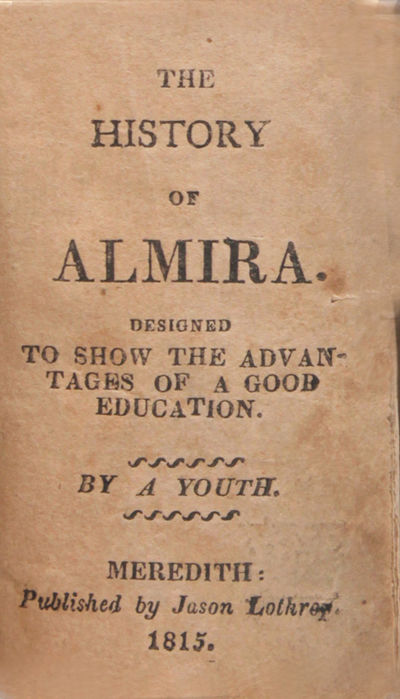 THE
HISTORY
OF
ALMIRA.
DESIGNED
TO SHOW THE ADVAN-
TAGES OF A GOOD
EDUCATION.
BY A YOUTH.
MEREDITH:
Published by Jason Lothrop.
1815.